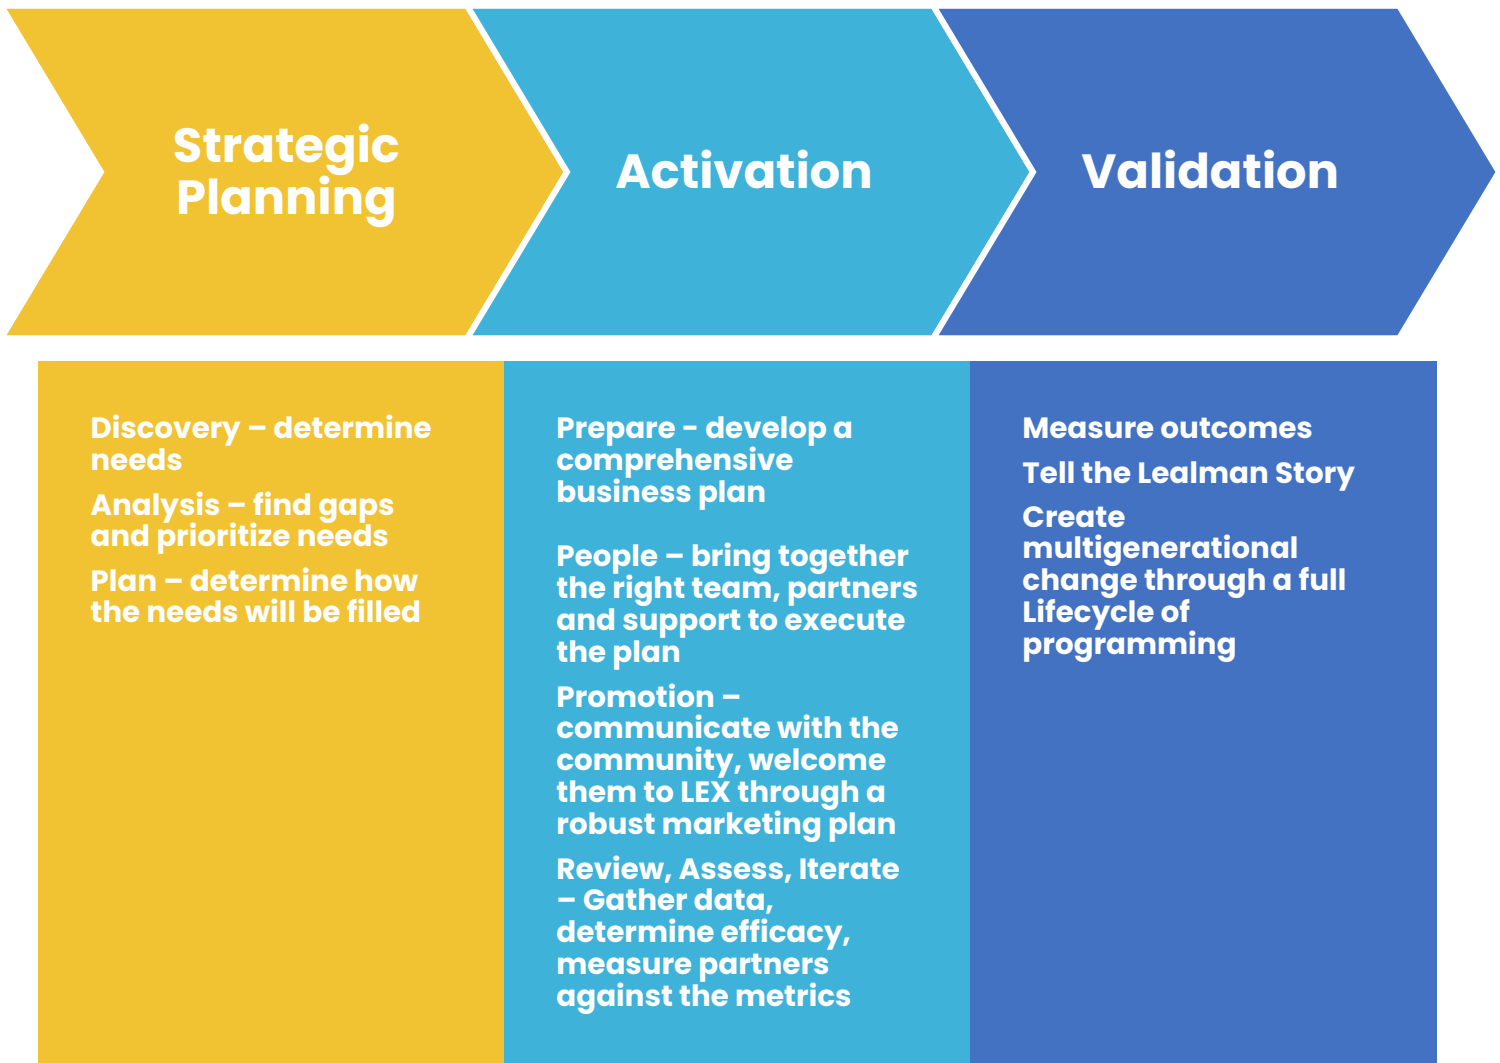 Strategic
Planning
Activation
Validation
Discovery – determine
needs
Analysis – find gaps
and prioritize needs
Plan – determine how
the needs will be filled
Prepare - develop a
comprehensive
business plan
People – bring together
the right team, partners
and support to execute
the plan
Promotion –
communicate with the
community, welcome
them to LEX through a
robust marketing plan
Review, Assess, Iterate
– Gather data,
determine efficacy,
measure partners
against the metrics
Measure outcomes
Tell the Lealman Story
Create
multigenerational
change through a full
Lifecycle of
programming